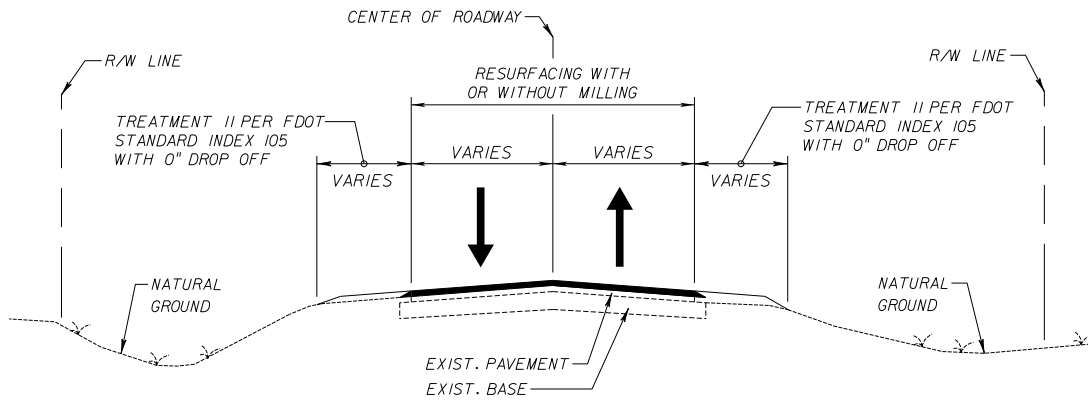 CENTER OF ROADWAY
R/W LINE
R/W LINE
RESURFACING WITH
OR WITHOUT MILLING
TREATMENT II PER FDOT
STANDARD INDEX 105
WITH 0" DROP OFF
TREATMENT II PER FDOT
STANDARD INDEX 105
WITH 0" DROP OFF
VARIES
VARIES
VARIES
VARIES
NATURAL
GROUND
NATURAL
GROUND
EXIST. PAVEMENT
EXIST. BASE